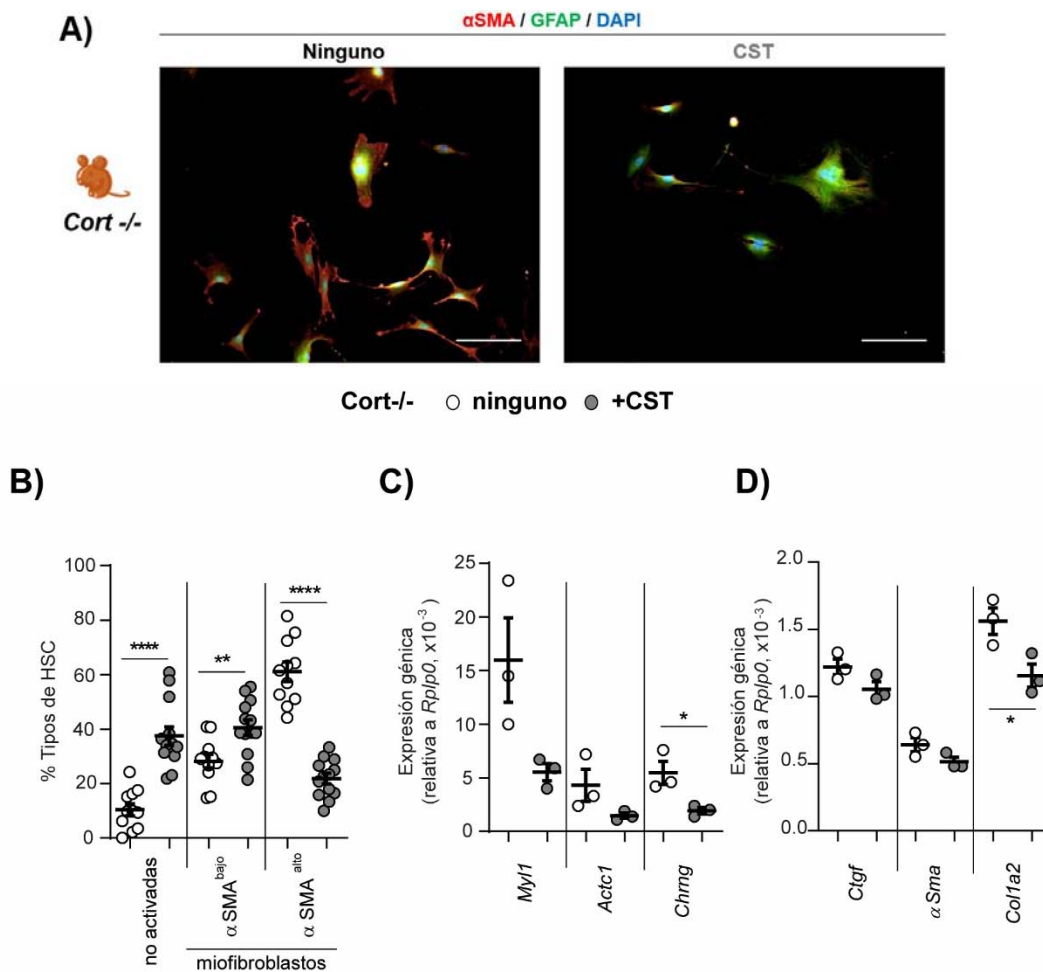 A)
αSMA / GFAP / DAPI
Ninguno
CST
Cort -/-
Cort-/- ninguno +CST
B)
C)
D)
% Tipos de HSC
100
80
60
40
20
0
****
**
****
no activadas
α SMA bajo
α SMA alto
miofibroblastos
Expresión génica
(relativa a Rplp0, x10-3)
25
20
15
10
5
0
*
Myl1
Actc1
Chrng
Expresión génica
(relativa a Rplp0, x10-3)
2.0
1.5
1.0
0.5
0.0
*
Ctgf
α Sma
Col1a2